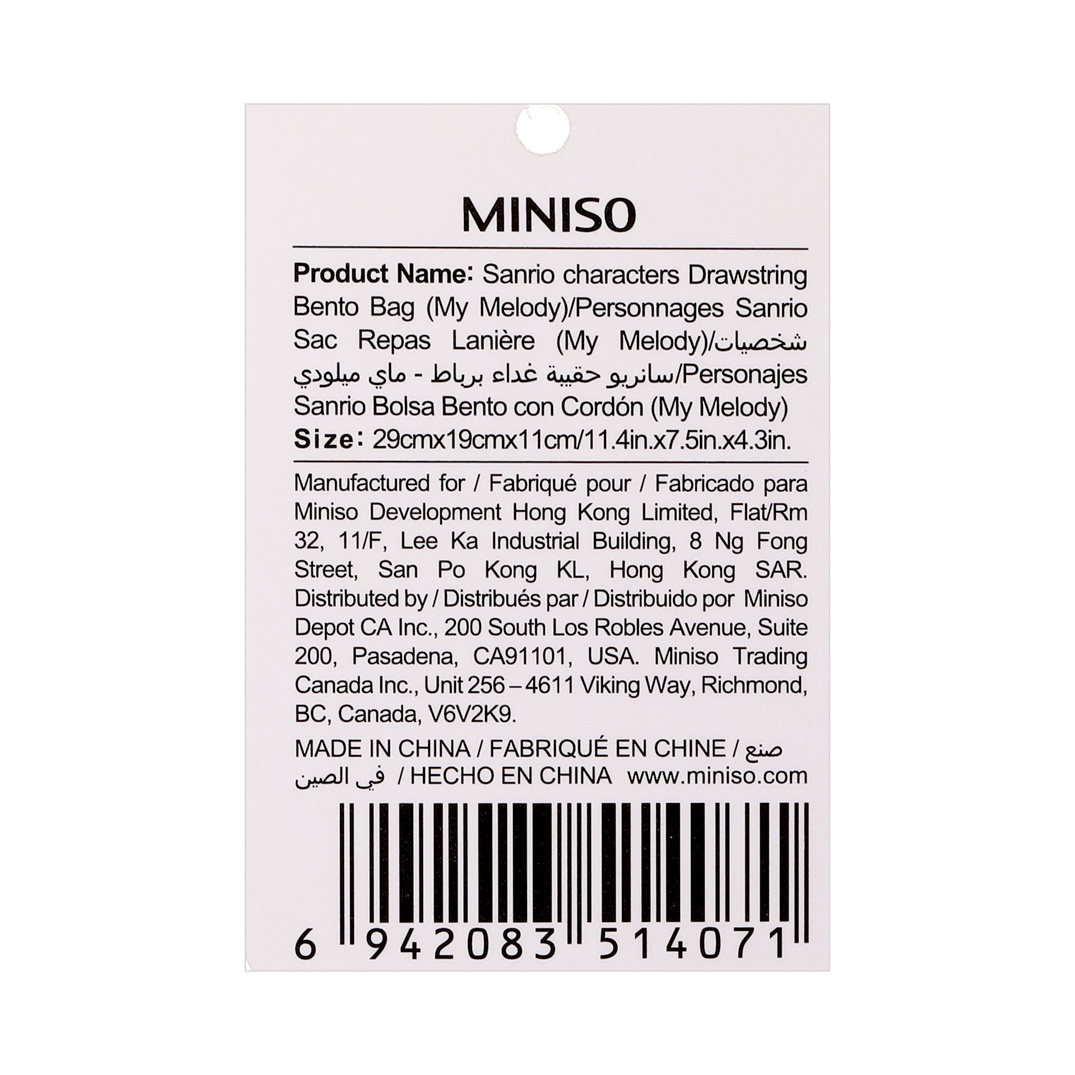 MINISO
Product Name: Sanrio characters Drawstring
Bento Bag (My Melody)/Personnages Sanrio
Sac Repas Lanière (My Melody)/شخصيات
سانريو حقيبة غداء برباط - ماي ميلودي/Personajes
Sanrio Bolsa Bento con Cordón (My Melody)
Size: 29cmx19cmx11cm/11.4in.x7.5in.x4.3in.
Manufactured for / Fabriqué pour / Fabricado para
Miniso Development Hong Kong Limited, Flat/Rm
32, 11/F, Lee Ka Industrial Building, 8 Ng Fong
Street, San Po Kong KL, Hong Kong SAR.
Distributed by / Distribués par / Distribuido por Miniso
Depot CA Inc., 200 South Los Robles Avenue, Suite
200, Pasadena, CA91101, USA. Miniso Trading
Canada Inc., Unit 256 – 4611 Viking Way, Richmond,
BC, Canada, V6V2K9.
MADE IN CHINA / FABRIQUÉ EN CHINE / صنع
في الصين / HECHO EN CHINA www.miniso.com
6 942083 514071